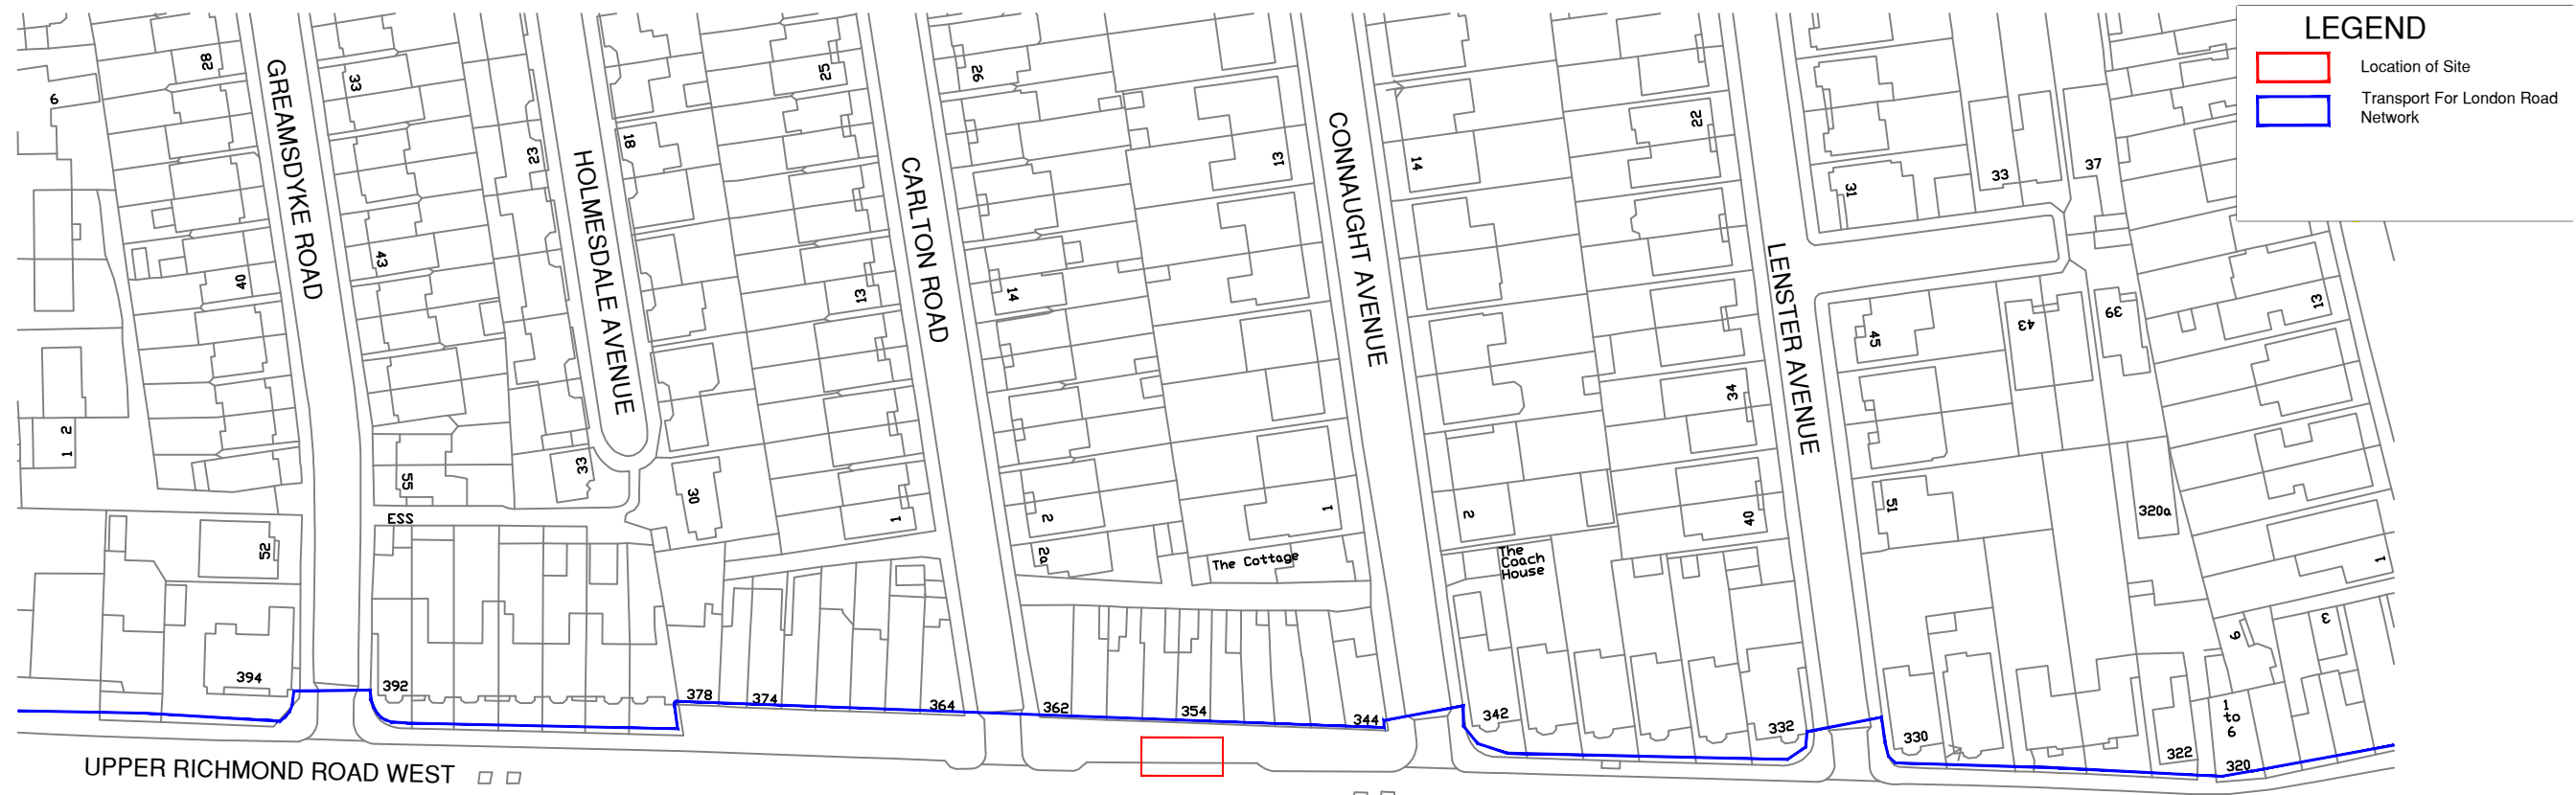 LEGEND
Location of Site
Transport For London Road
Network
GREAMSDYKE ROAD
HOLMESDALE AVENUE
CARLTON ROAD
CONNAUGHT AVENUE
LENSTER AVENUE
28
33
6
23
18
25
26
13
14
22
31
33
37
40
43
13
14
45
43
39
13
34
2
1
55
33
30
1
2
1
2
40
51
320a
1
ESS
52
2a
The Cottage
The
Coach
House
394
392
378
374
364
362
354
344
342
332
330
322
1
to
6
320
9
3
UPPER RICHMOND ROAD WEST